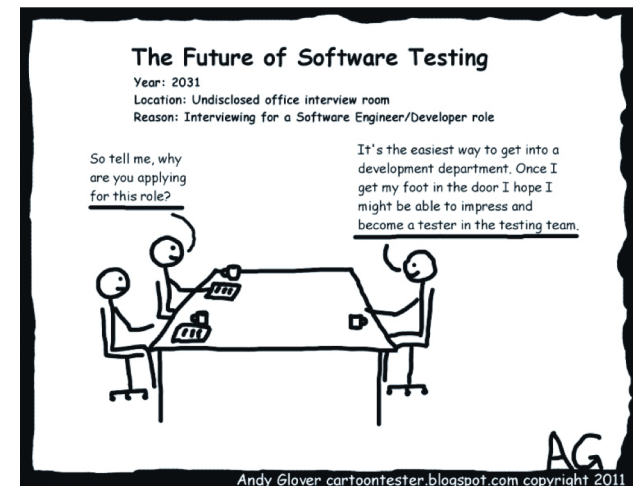 The Future of Software Testing
Year: 2031
Location: Undisclosed office interview room
Reason: Interviewing for a Software Engineer/Developer role
So tell me, why
are you applying
for this role?
It's the easiest way to get into a
development department. Once I
get my foot in the door I hope I
might be able to impress and
become a tester in the testing team.
AG
Andy Glover cartoontester.blogspot.com copyright 2011